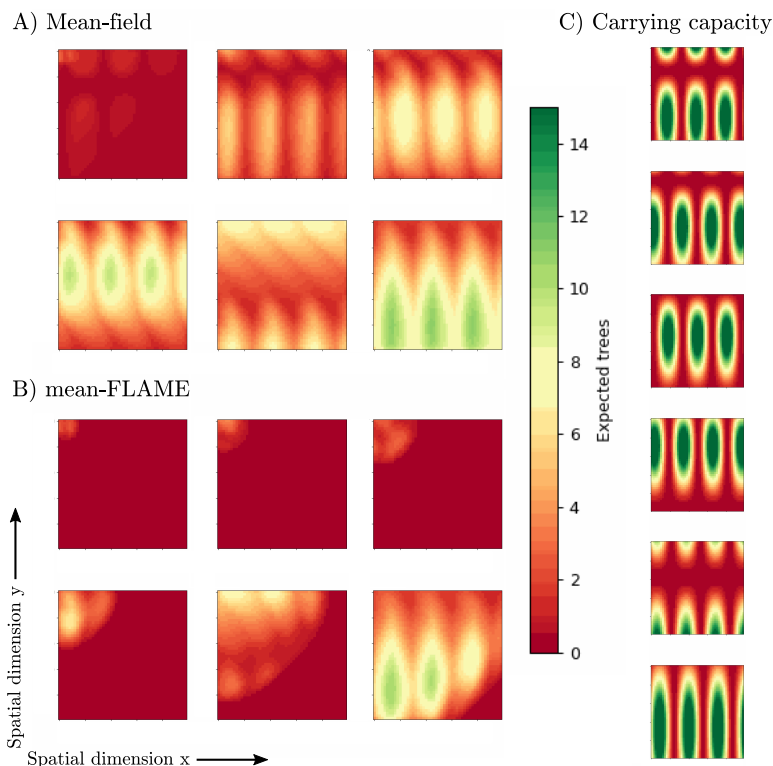 A) Mean-field
C) Carrying capacity
14
12
10
8
6
4
2
0
Expected trees
B) mean-FLAME
Spatial dimension y
Spatial dimension x